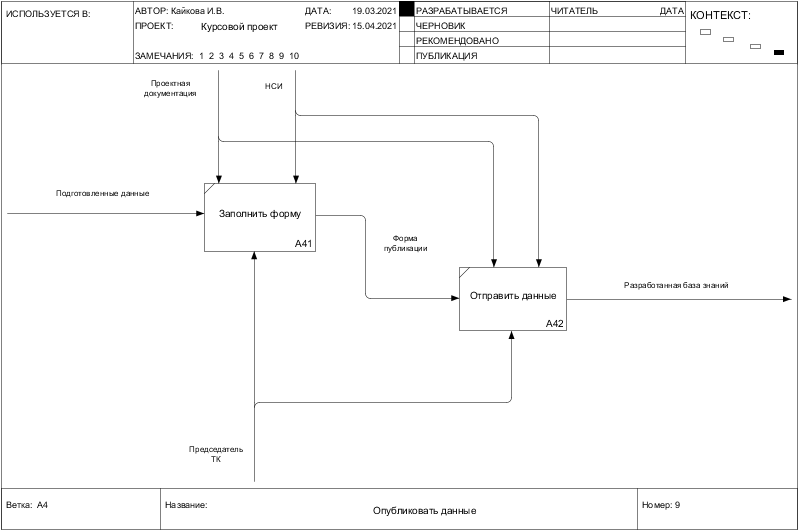 ИСПОЛЬЗУЕТСЯ В:
АВТОР: Кайкова И.В.
ДАТА: 19.03.2021
ПРОЕКТ: Курсовой проект
РЕВИЗИЯ: 15.04.2021
ЗАМЕЧАНИЯ: 1 2 3 4 5 6 7 8 9 10
РАЗРАБАТЫВАЕТСЯ
ЧЕРНОВИК
РЕКОМЕНДОВАНО
ПУБЛИКАЦИЯ
ЧИТАТЕЛЬ
ДАТА
КОНТЕКСТ:
Проектная
документация
НСИ
Подготовленные данные
Заполнить форму
A41
Форма
публикации
Отправить данные
A42
Разработанная база знаний
Председатель
ТК
Ветка: A4
Название:
Опубликовать данные
Номер: 9